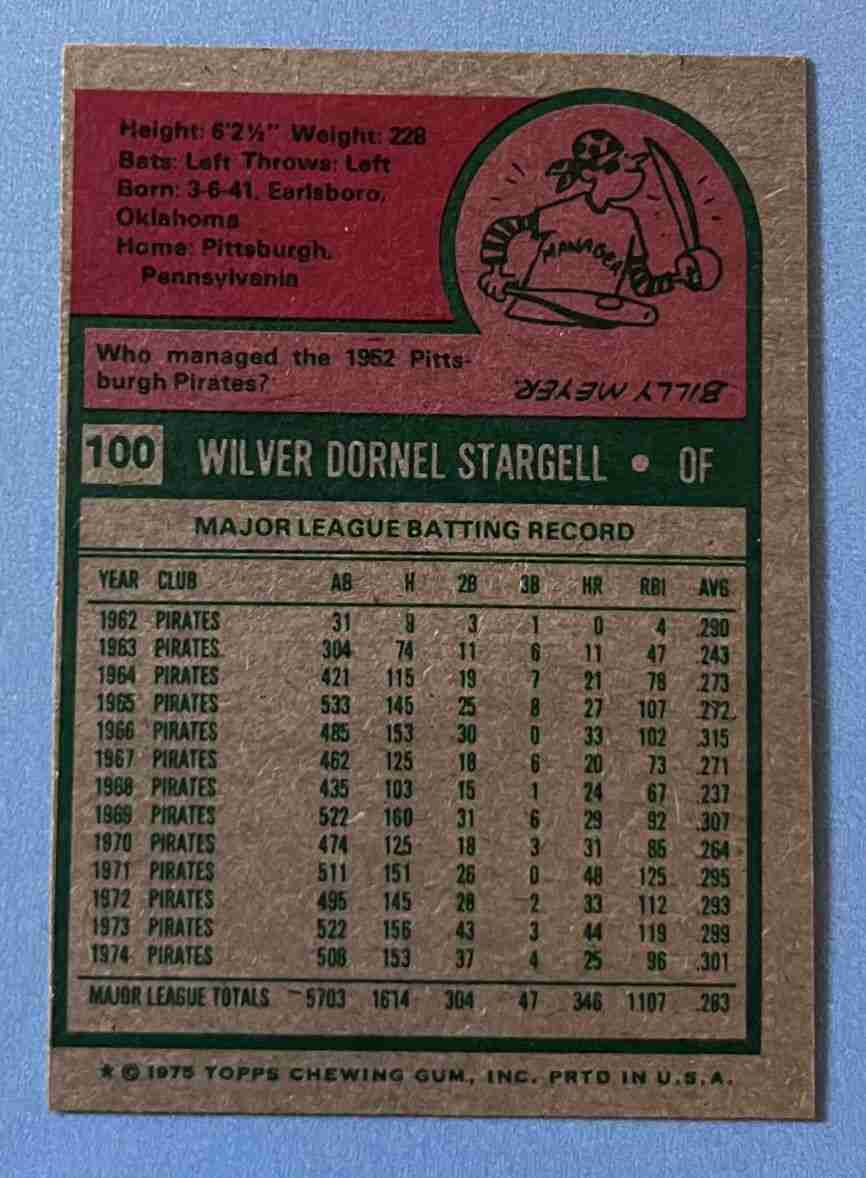 Height: 6'2½" Weight: 228
Bats: Left Throws: Left
Born: 3-6-41, Earlsboro,
Oklahoma
Home: Pittsburgh,
Pennsylvania
MANAGER
Who managed the 1952 Pitts-
burgh Pirates?
BILLY MEYER.
100 WILVER DORNEL STARGELL • OF
MAJOR LEAGUE BATTING RECORD
YEAR CLUB AB H 2B 3B HR RBI AVG
1962 PIRATES 31 9 3 1 0 4 .290
1963 PIRATES 304 74 11 6 11 47 .243
1964 PIRATES 421 115 19 7 21 78 .273
1965 PIRATES 533 145 25 8 27 107 .272
1966 PIRATES 485 153 30 0 33 102 .315
1967 PIRATES 462 125 18 6 20 73 .271
1968 PIRATES 435 103 15 1 24 67 .237
1969 PIRATES 522 160 31 6 29 92 .307
1970 PIRATES 474 125 18 3 31 85 .264
1971 PIRATES 511 151 26 0 48 125 .295
1972 PIRATES 495 145 28 2 33 112 .293
1973 PIRATES 522 156 43 3 44 119 .299
1974 PIRATES 508 153 37 4 25 96 .301
MAJOR LEAGUE TOTALS 5703 1614 304 47 346 1107 .283
★ © 1975 TOPPS CHEWING GUM, INC. PRTD IN U.S.A.